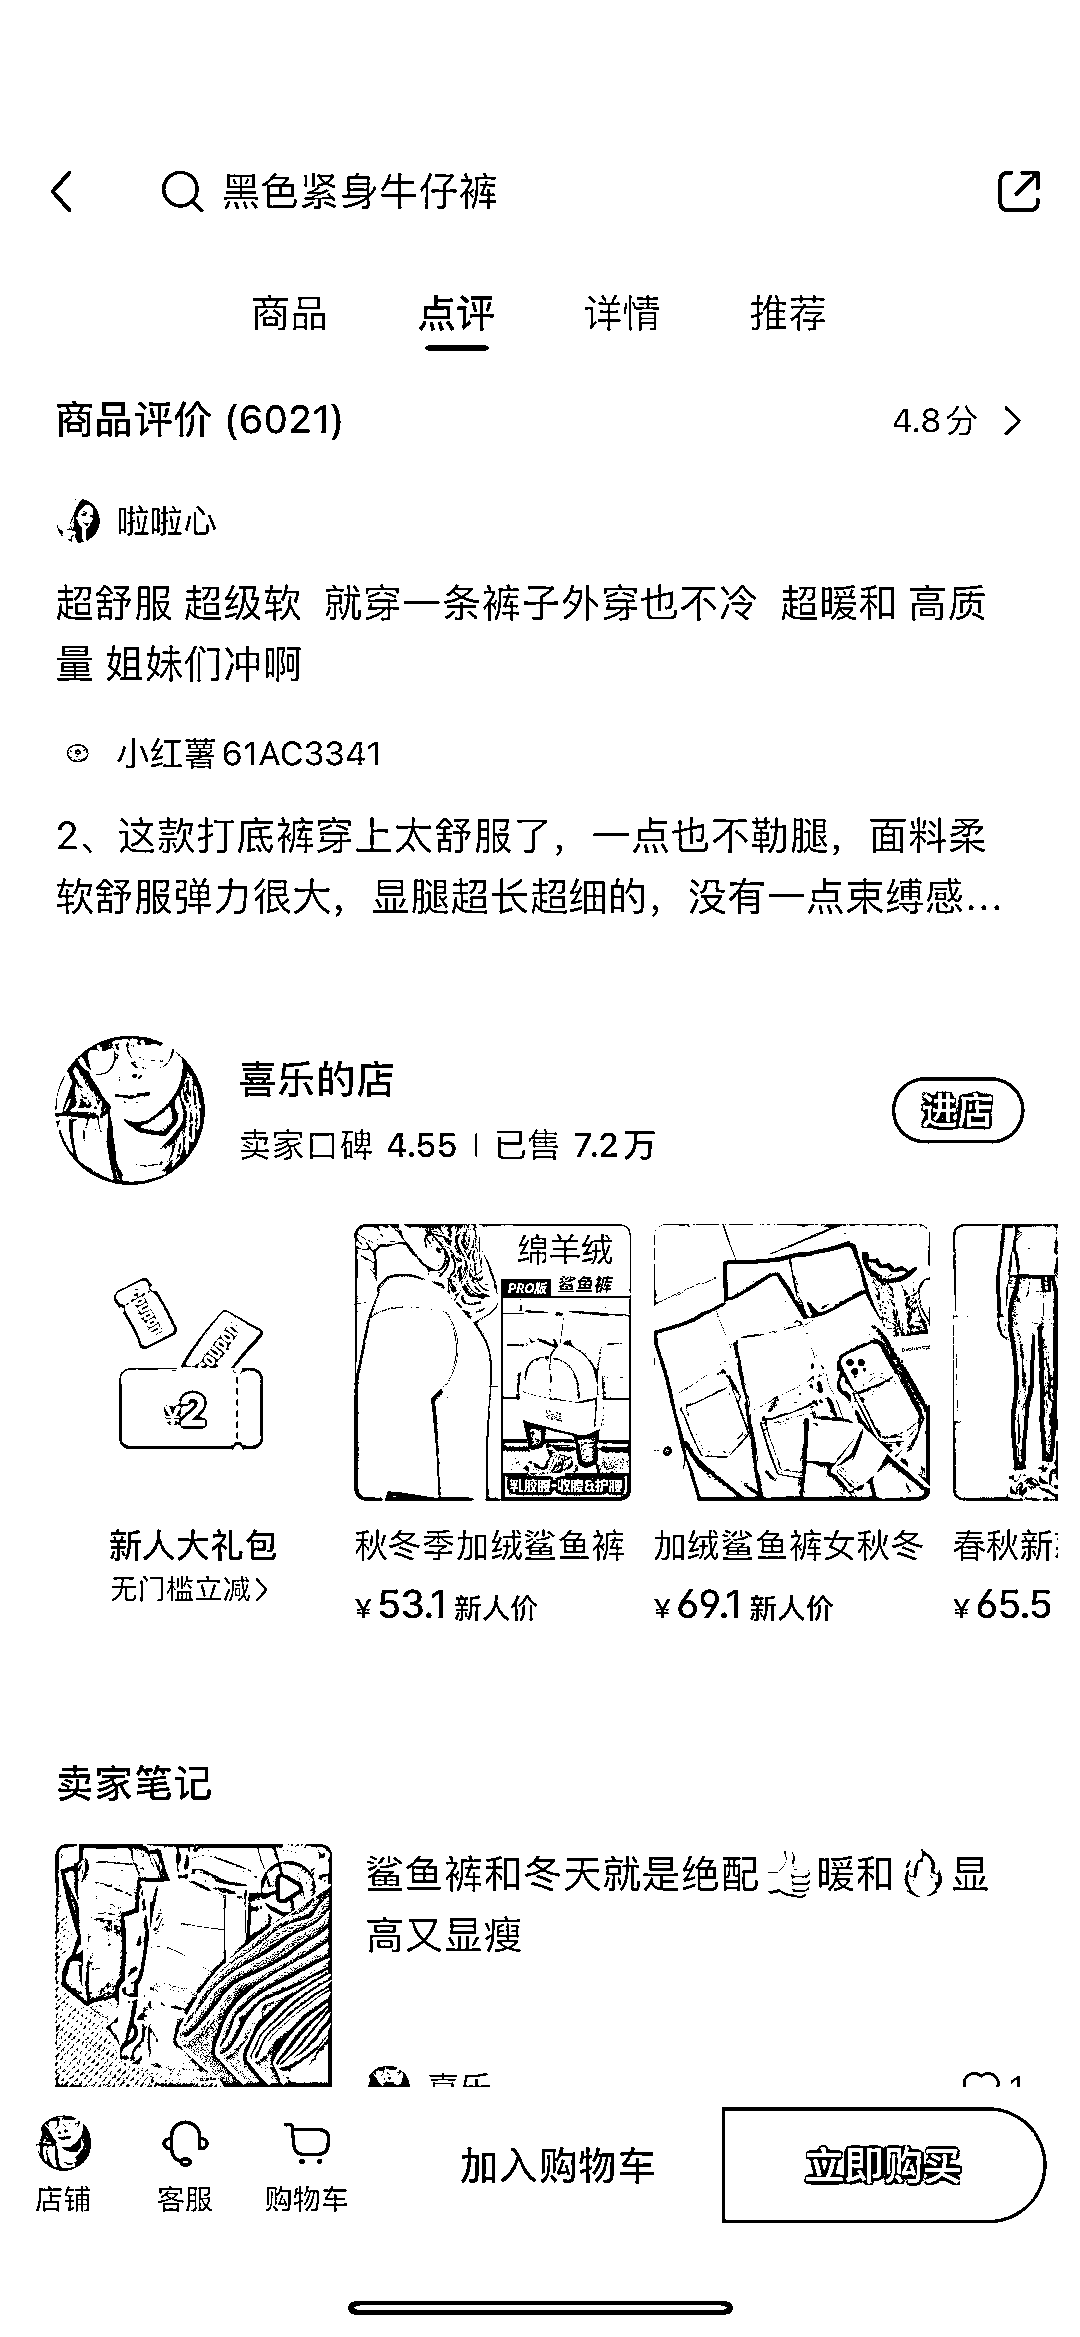 黑色紧身牛仔裤
商品 点评 详情 推荐
商品评价 (6021) 4.8分
啦啦心
超舒服 超级软 就穿一条裤子外穿也不冷 超暖和 高质
量 姐妹们冲啊
小红薯61AC3341
2、这款打底裤穿上太舒服了，一点也不勒腿，面料柔
软舒服弹力很大，显腿超长超细的，没有一点束缚感...
喜乐的店
进店
卖家口碑 4.55 | 已售 7.2万
绵羊绒
PRO版 鲨鱼裤
coupon
coupon
¥2
乳胶腰-收腹&护腰
新人大礼包
无门槛立减
秋冬季加绒鲨鱼裤
¥53.1新人价
加绒鲨鱼裤女秋冬
¥69.1新人价
春秋新
¥65.5
卖家笔记
鲨鱼裤和冬天就是绝配👍暖和🔥显
高又显瘦
喜乐 1
店铺 客服 购物车 加入购物车 立即购买